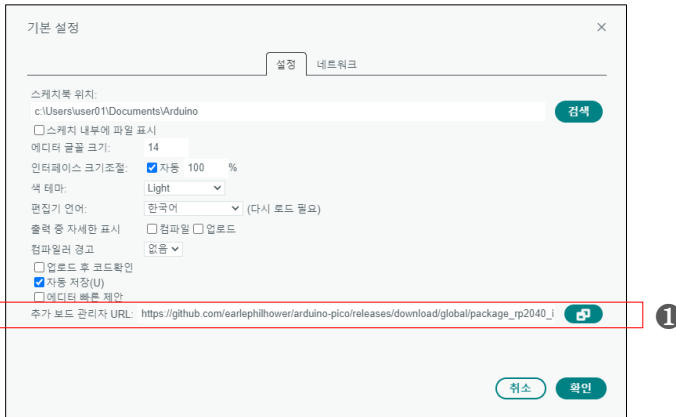 기본 설정
설정 네트워크
스케치북 위치:
c:\Users\user01\Documents\Arduino 검색
스케치 내부에 파일 표시
에디터 글꼴 크기: 14
인터페이스 크기조절: 자동 100 %
색 테마: Light
편집기 언어: 한국어 (다시 로드 필요)
출력 중 자세한 표시 컴파일 업로드
컴파일러 경고 없음
업로드 후 코드확인
자동 저장(U)
에디터 빠른 제안
추가 보드 관리자 URL: https://github.com/earlephilhower/arduino-pico/releases/download/global/package_rp2040_i
❶
취소 확인